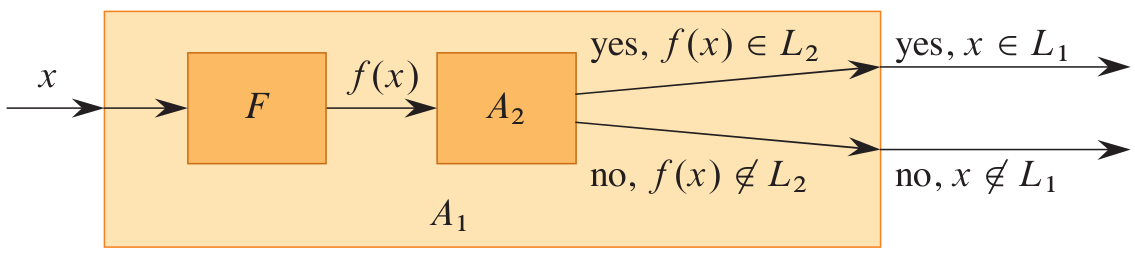 x
F
f(x)
A₂
yes, f(x) ∈ L₂
no, f(x) ∉ L₂
A₁
yes, x ∈ L₁
no, x ∉ L₁